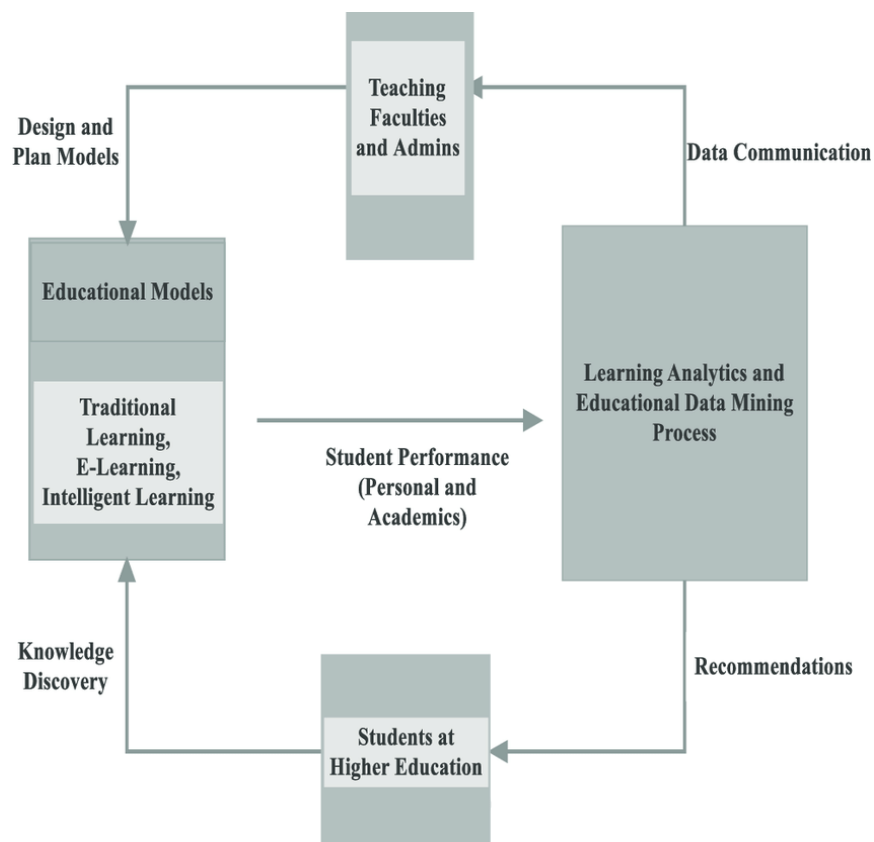 Teaching
Faculties
and Admins
Design and
Plan Models
Data Communication
Educational Models
Traditional
Learning,
E-Learning,
Intelligent Learning
Student Performance
(Personal and
Academics)
Learning Analytics and
Educational Data Mining
Process
Knowledge
Discovery
Recommendations
Students at
Higher Education